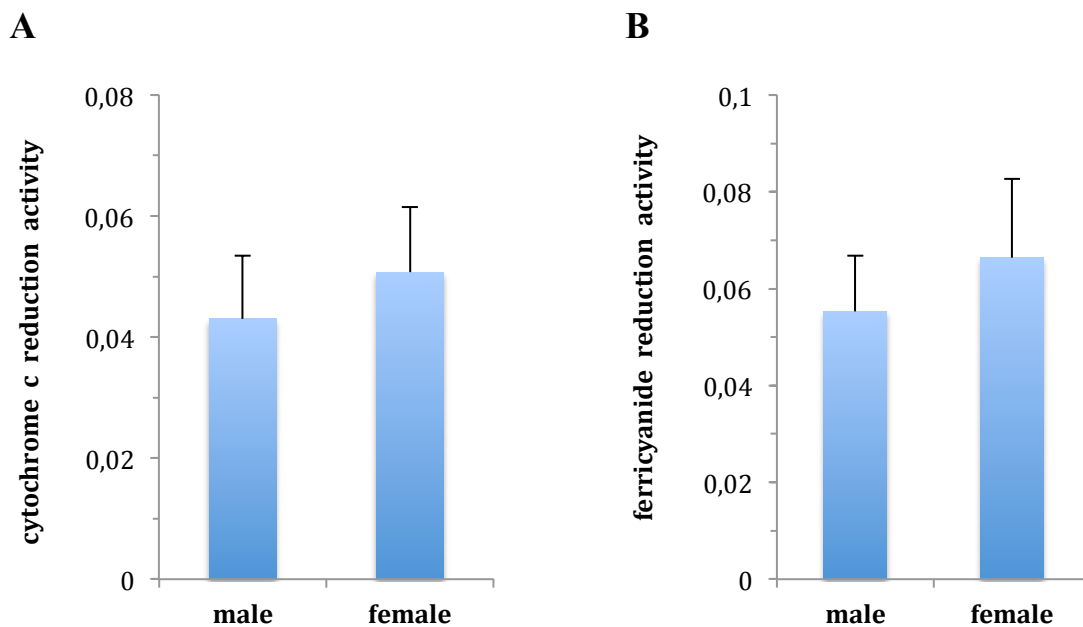 A
cytochrome c reduction activity
0,08
0,06
0,04
0,02
0
male female
B
ferricyanide reduction activity
0,1
0,08
0,06
0,04
0,02
0
male female